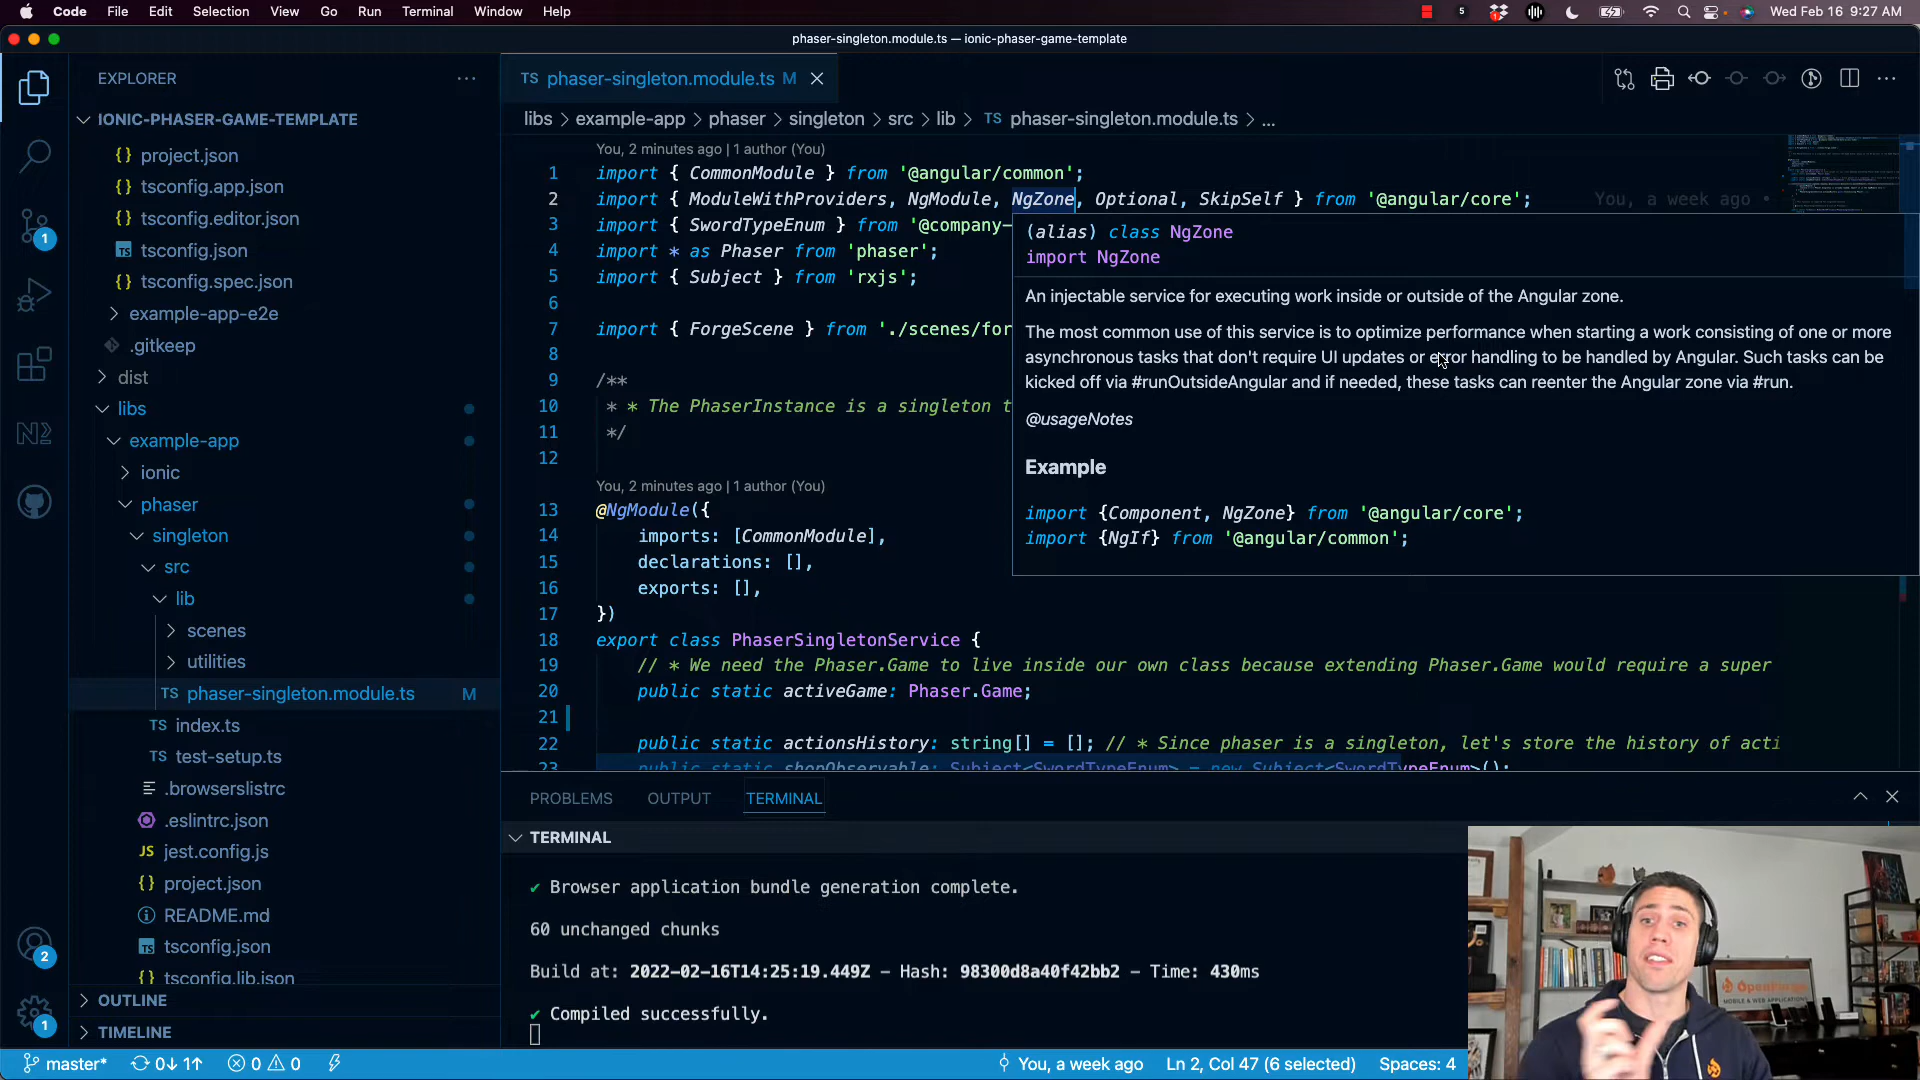 Code File Edit Selection View Go Run Terminal Window Help
5
1
Wed Feb 16 9:27 AM
phaser-singleton.module.ts — ionic-phaser-game-template
EXPLORER
IONIC-PHASER-GAME-TEMPLATE
{} project.json
{} tsconfig.app.json
{} tsconfig.editor.json
TS tsconfig.json
TS tsconfig.spec.json
example-app-e2e
.gitkeep
dist
libs
example-app
ionic
phaser
singleton
src
lib
scenes
utilities
TS phaser-singleton.module.ts M
TS index.ts
TS test-setup.ts
.browserslistrc
.eslintrc.json
JS jest.config.js
{} project.json
README.md
TS tsconfig.json
{} tsconfig.lib.json
OUTLINE
TIMELINE
1
2
1
TS phaser-singleton.module.ts M
libs > example-app > phaser > singleton > src > lib > TS phaser-singleton.module.ts > ...
You, 2 minutes ago | 1 author (You)
1 import { CommonModule } from '@angular/common';
2 import { ModuleWithProviders, NgModule, NgZone, Optional, SkipSelf } from '@angular/core'; You, a week ago •
3 import { SwordTypeEnum } from '@company-
4 import * as Phaser from 'phaser';
5 import { Subject } from 'rxjs';
6
7 import { ForgeScene } from './scenes/for
8
9 /**
10 * * The PhaserInstance is a singleton t
11 */
12
You, 2 minutes ago | 1 author (You)
13 @NgModule({
14 imports: [CommonModule],
15 declarations: [],
16 exports: [],
17 })
18 export class PhaserSingletonService {
19 // * We need the Phaser.Game to live inside our own class because extending Phaser.Game would require a super
20 public static activeGame: Phaser.Game;
21
22 public static actionsHistory: string[] = []; // * Since phaser is a singleton, let's store the history of acti
23 public static shopObservable: Subject<SwordTypeEnum> = new Subject<SwordTypeEnum>();
(alias) class NgZone
import NgZone
An injectable service for executing work inside or outside of the Angular zone.
The most common use of this service is to optimize performance when starting a work consisting of one or more
asynchronous tasks that don't require UI updates or error handling to be handled by Angular. Such tasks can be
kicked off via #runOutsideAngular and if needed, these tasks can reenter the Angular zone via #run.
@usageNotes
Example
import {Component, NgZone} from '@angular/core';
import {NgIf} from '@angular/common';
PROBLEMS OUTPUT TERMINAL
TERMINAL
✔ Browser application bundle generation complete.
60 unchanged chunks
Build at: 2022-02-16T14:25:19.449Z - Hash: 98300d8a40f42bb2 - Time: 430ms
✔ Compiled successfully.
MOBILE & WEB APPLICATIONS
master* 0↓ 1↑ 0 0 You, a week ago Ln 2, Col 47 (6 selected) Spaces: 4